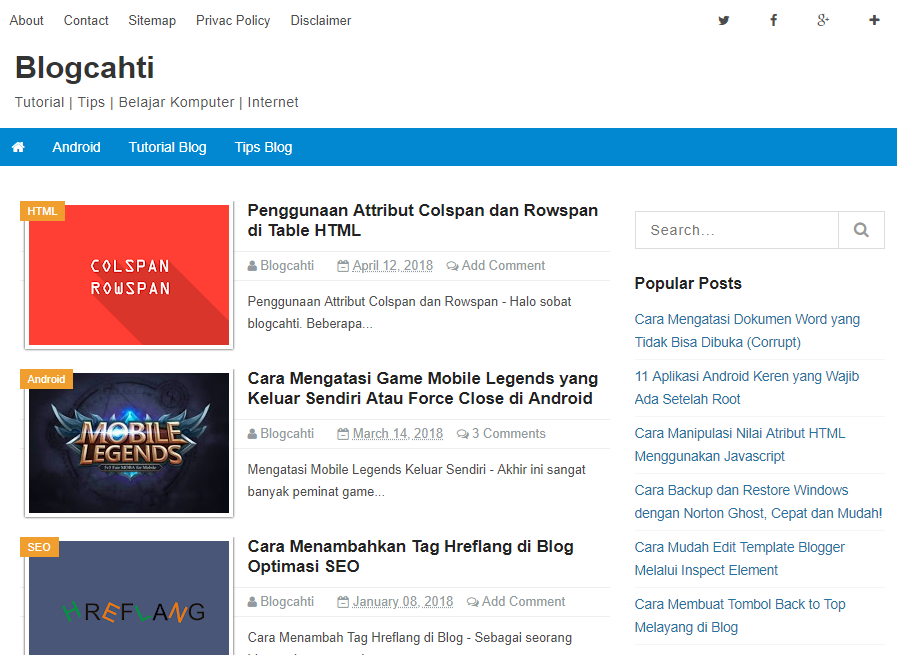 About Contact Sitemap Privac Policy Disclaimer
Blogcahti
Tutorial | Tips | Belajar Komputer | Internet
Android Tutorial Blog Tips Blog
HTML
COLSPAN
ROWSPAN
Penggunaan Attribut Colspan dan Rowspan
di Table HTML
Blogcahti April 12, 2018 Add Comment
Penggunaan Attribut Colspan dan Rowspan - Halo sobat
blogcahti. Beberapa...
Android
MOBILE
LEGENDS
5v5 Fair MOBA for Mobile
Cara Mengatasi Game Mobile Legends yang
Keluar Sendiri Atau Force Close di Android
Blogcahti March 14, 2018 3 Comments
Mengatasi Mobile Legends Keluar Sendiri - Akhir ini sangat
banyak peminat game...
SEO
HREFLANG
Cara Menambahkan Tag Hreflang di Blog
Optimasi SEO
Blogcahti January 08, 2018 Add Comment
Cara Menambah Tag Hreflang di Blog - Sebagai seorang
Search...
Popular Posts
Cara Mengatasi Dokumen Word yang
Tidak Bisa Dibuka (Corrupt)
11 Aplikasi Android Keren yang Wajib
Ada Setelah Root
Cara Manipulasi Nilai Atribut HTML
Menggunakan Javascript
Cara Backup dan Restore Windows
dengan Norton Ghost, Cepat dan Mudah!
Cara Mudah Edit Template Blogger
Melalui Inspect Element
Cara Membuat Tombol Back to Top
Melayang di Blog